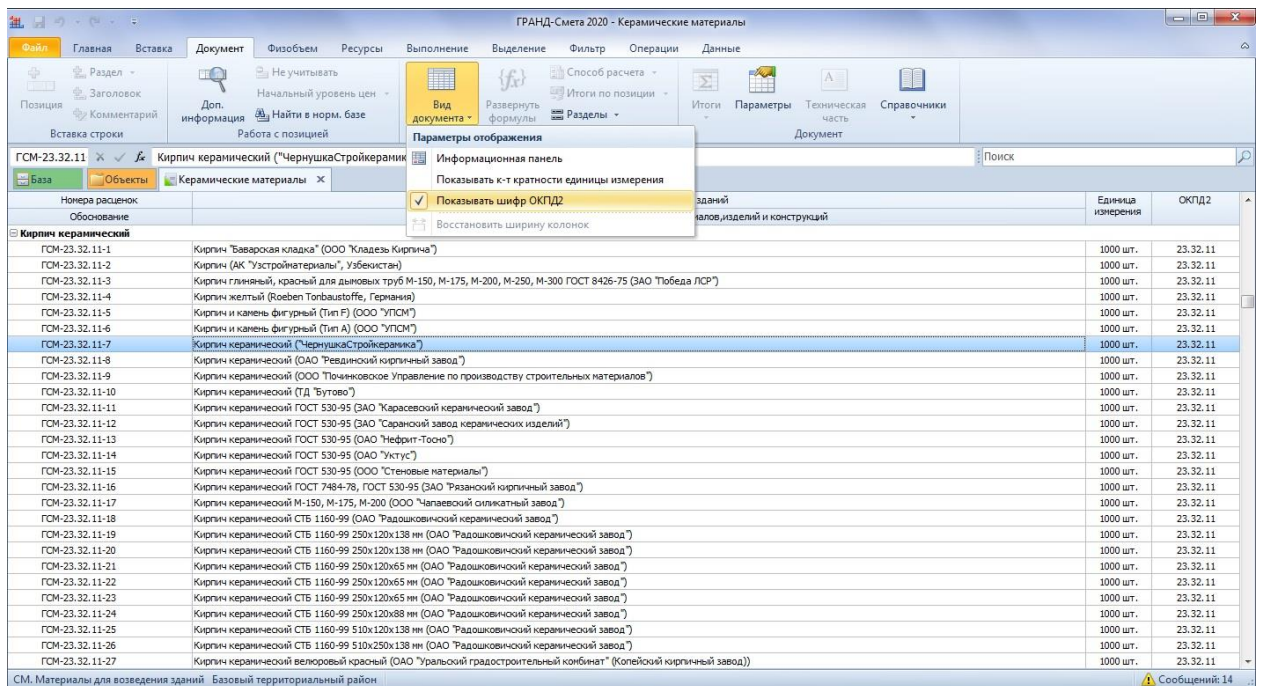 ГРАНД-Смета 2020 - Керамические материалы
Файл Главная Вставка Документ Физобъем Ресурсы Выполнение Выделение Фильтр Операции Данные
Позиция
Раздел
Заголовок
Комментарий
Вставка строки
Доп. информация
Не учитывать
Начальный уровень цен
Найти в норм. базе
Работа с позицией
Вид документа
Развернуть формулы
Способ расчета
Итоги по позиции
Разделы
Итоги
Параметры
Техническая часть
Справочники
Документ
Параметры отображения
Информационная панель
Показывать к-т кратности единицы измерения
Показывать шифр ОКПД2
Восстановить ширину колонок
ГСМ-23.32.11 fx Кирпич керамический ("ЧернушкаСтройкерамик Поиск
База Объекты Керамические материалы
Номера расценок зданий Единица измерения ОКПД2
Обоснование алов,изделий и конструкций
Кирпич керамический
ГСМ-23.32.11-1 Кирпич "Баварская кладка" (ООО "Кладезь Кирпича") 1000 шт. 23.32.11
ГСМ-23.32.11-2 Кирпич (АК "Узстройматериалы", Узбекистан) 1000 шт. 23.32.11
ГСМ-23.32.11-3 Кирпич глиняный, красный для дымовых труб М-150, М-175, М-200, М-250, М-300 ГОСТ 8426-75 (ЗАО "Победа ЛСР") 1000 шт. 23.32.11
ГСМ-23.32.11-4 Кирпич желтый (Roeben Tonbaustoffe, Германия) 1000 шт. 23.32.11
ГСМ-23.32.11-5 Кирпич и камень фигурный (Тип F) (ООО "УПСМ") 1000 шт. 23.32.11
ГСМ-23.32.11-6 Кирпич и камень фигурный (Тип А) (ООО "УПСМ") 1000 шт. 23.32.11
ГСМ-23.32.11-7 Кирпич керамический ("ЧернушкаСтройкерамика") 1000 шт. 23.32.11
ГСМ-23.32.11-8 Кирпич керамический (ОАО "Ревдинский кирпичный завод") 1000 шт. 23.32.11
ГСМ-23.32.11-9 Кирпич керамический (ООО "Починковское Управление по производству строительных материалов") 1000 шт. 23.32.11
ГСМ-23.32.11-10 Кирпич керамический (ТД "Бутово") 1000 шт. 23.32.11
ГСМ-23.32.11-11 Кирпич керамический ГОСТ 530-95 (ЗАО "Карасевский керамический завод") 1000 шт. 23.32.11
ГСМ-23.32.11-12 Кирпич керамический ГОСТ 530-95 (ЗАО "Саранский завод керамических изделий") 1000 шт. 23.32.11
ГСМ-23.32.11-13 Кирпич керамический ГОСТ 530-95 (ОАО "Нефрит-Тосно") 1000 шт. 23.32.11
ГСМ-23.32.11-14 Кирпич керамический ГОСТ 530-95 (ОАО "Уктус") 1000 шт. 23.32.11
ГСМ-23.32.11-15 Кирпич керамический ГОСТ 530-95 (ООО "Стеновые материалы") 1000 шт. 23.32.11
ГСМ-23.32.11-16 Кирпич керамический ГОСТ 7484-78, ГОСТ 530-95 (ЗАО "Рязанский кирпичный завод") 1000 шт. 23.32.11
ГСМ-23.32.11-17 Кирпич керамический М-150, М-175, М-200 (ООО "Чапаевский силикатный завод") 1000 шт. 23.32.11
ГСМ-23.32.11-18 Кирпич керамический СТБ 1160-99 (ОАО "Радошковичский керамический завод") 1000 шт. 23.32.11
ГСМ-23.32.11-19 Кирпич керамический СТБ 1160-99 250х120х138 мм (ОАО "Радошковичский керамический завод") 1000 шт. 23.32.11
ГСМ-23.32.11-20 Кирпич керамический СТБ 1160-99 250х120х138 мм (ОАО "Радошковичский керамический завод") 1000 шт. 23.32.11
ГСМ-23.32.11-21 Кирпич керамический СТБ 1160-99 250х120х65 мм (ОАО "Радошковичский керамический завод") 1000 шт. 23.32.11
ГСМ-23.32.11-22 Кирпич керамический СТБ 1160-99 250х120х65 мм (ОАО "Радошковичский керамический завод") 1000 шт. 23.32.11
ГСМ-23.32.11-23 Кирпич керамический СТБ 1160-99 250х120х65 мм (ОАО "Радошковичский керамический завод") 1000 шт. 23.32.11
ГСМ-23.32.11-24 Кирпич керамический СТБ 1160-99 250х120х88 мм (ОАО "Радошковичский керамический завод") 1000 шт. 23.32.11
ГСМ-23.32.11-25 Кирпич керамический СТБ 1160-99 510х120х138 мм (ОАО "Радошковичский керамический завод") 1000 шт. 23.32.11
ГСМ-23.32.11-26 Кирпич керамический СТБ 1160-99 510х250х138 мм (ОАО "Радошковичский керамический завод") 1000 шт. 23.32.11
ГСМ-23.32.11-27 Кирпич керамический велюровый красный (ОАО "Уральский градостроительный комбинат" (Копейский кирпичный завод)) 1000 шт. 23.32.11
СМ. Материалы для возведения зданий Базовый территориальный район Сообщений: 14